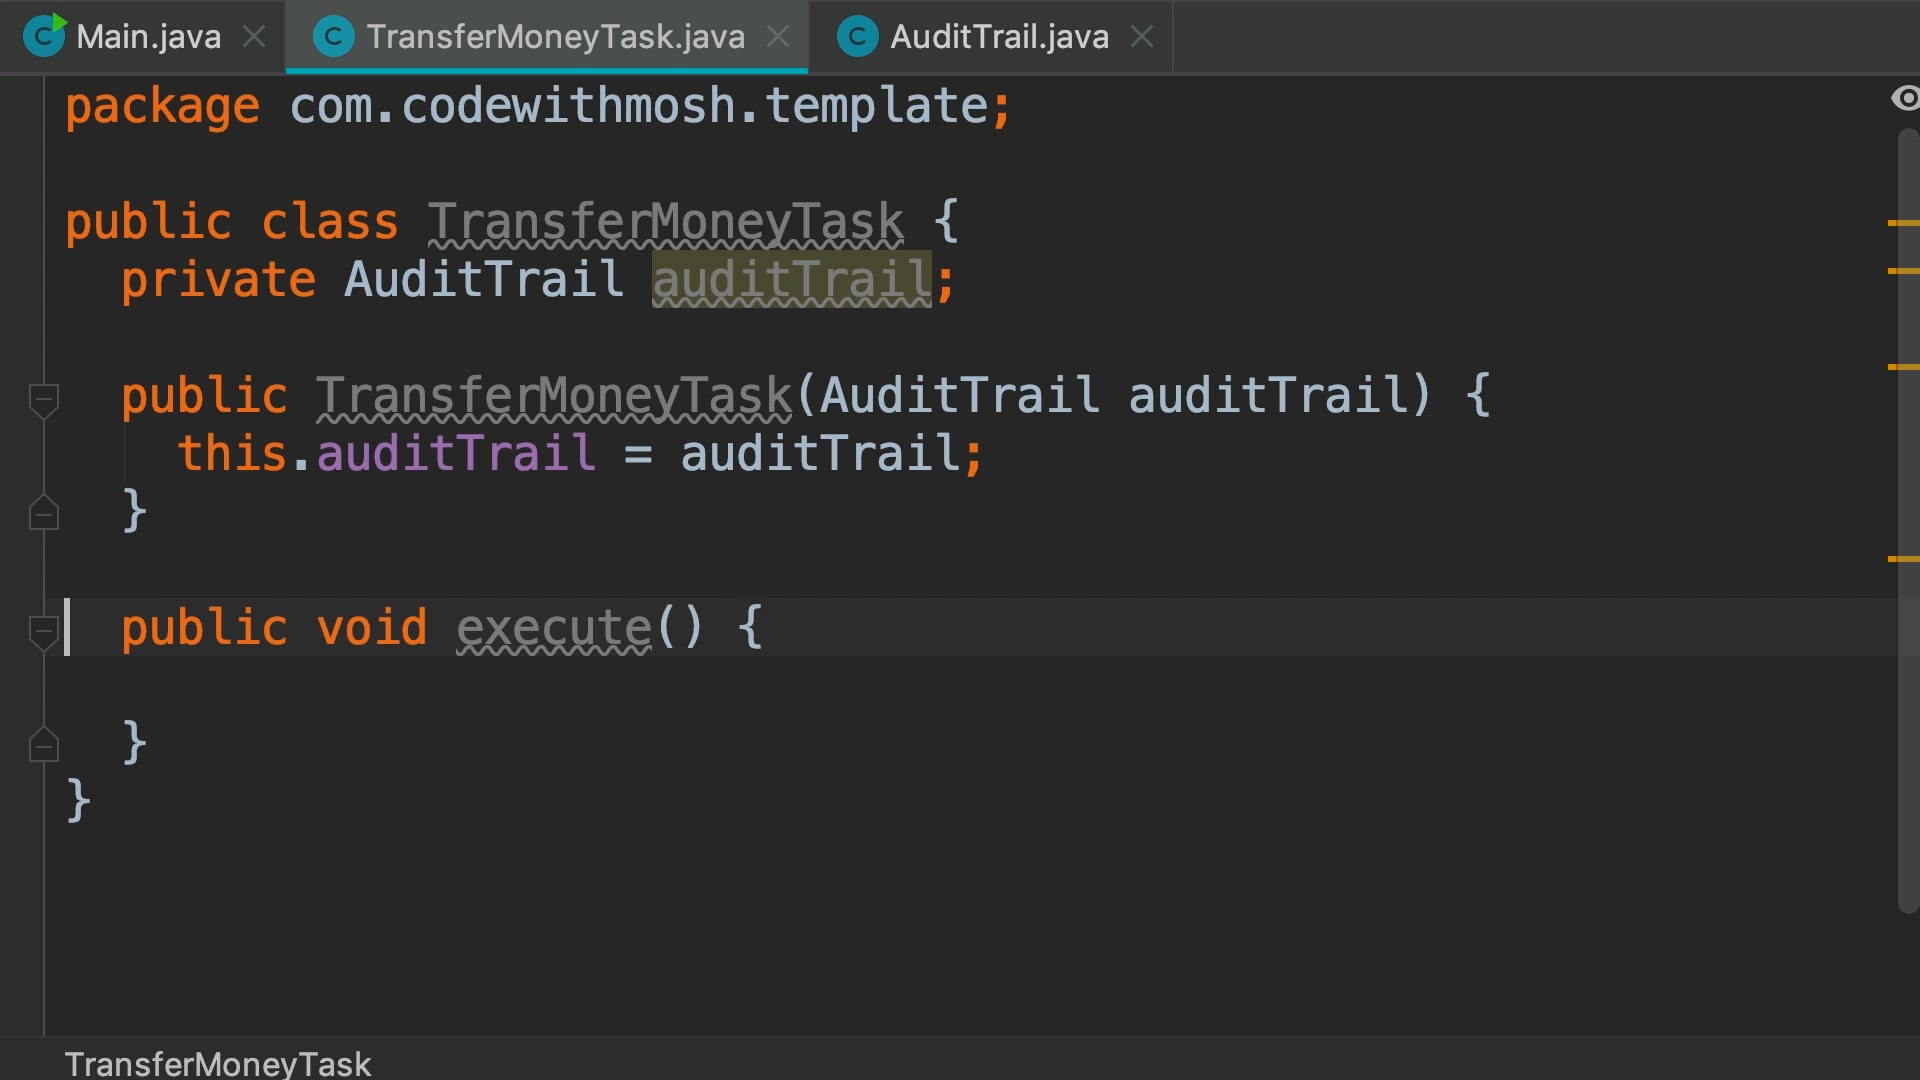 Main.java TransferMoneyTask.java AuditTrail.java
package com.codewithmosh.template;
public class TransferMoneyTask {
private AuditTrail auditTrail;
public TransferMoneyTask(AuditTrail auditTrail) {
this.auditTrail = auditTrail;
}
public void execute() {
}
}
TransferMoneyTask